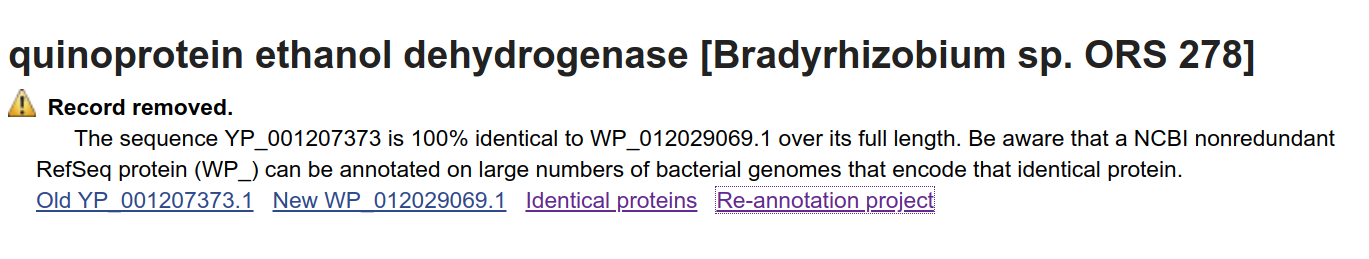 quinoprotein ethanol dehydrogenase [Bradyrhizobium sp. ORS 278]
Record removed.
The sequence YP_001207373 is 100% identical to WP_012029069.1 over its full length. Be aware that a NCBI nonredundant
RefSeq protein (WP_) can be annotated on large numbers of bacterial genomes that encode that identical protein.
Old YP_001207373.1 New WP_012029069.1 Identical proteins Re-annotation project